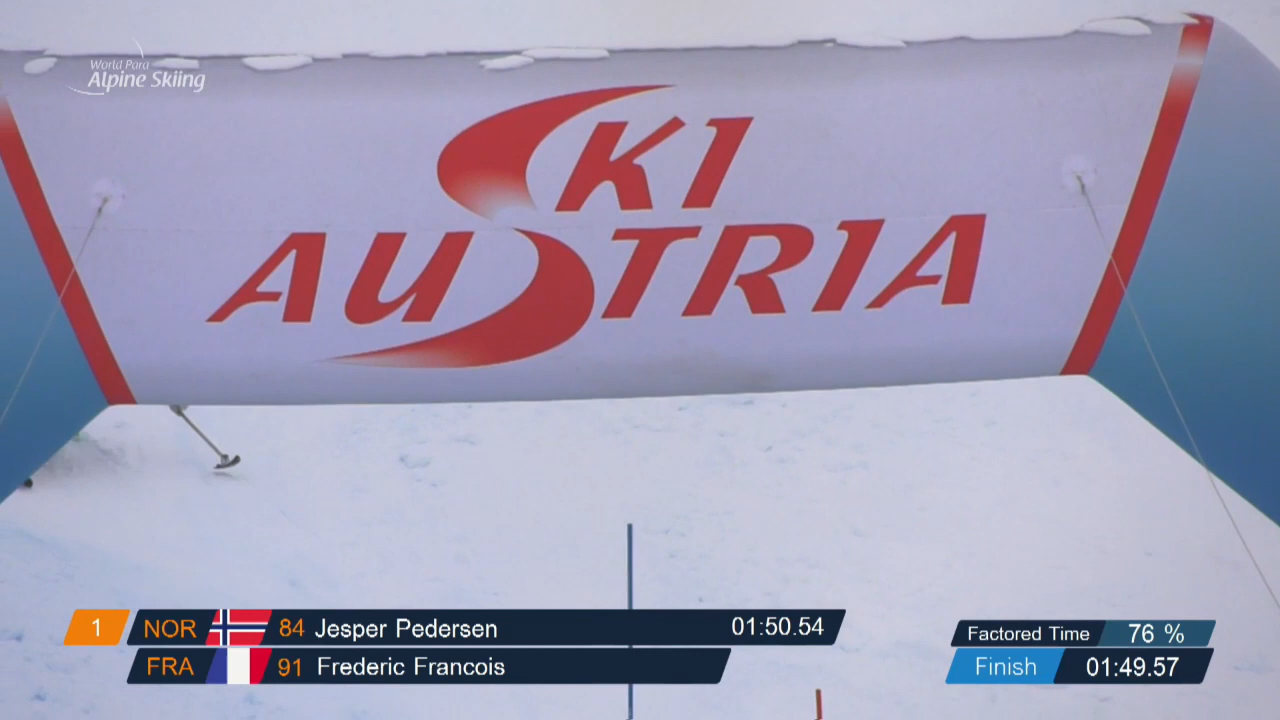 World Para
Alpine Skiing
SKI
AUSTRIA
1 NOR 84 Jesper Pedersen 01:50.54
FRA 91 Frederic Francois
Factored Time 76 %
Finish 01:49.57